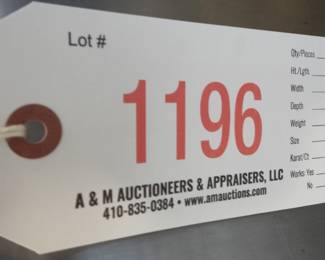 Lot #
1196
A & M AUCTIONEERS & APPRAISERS, LLC
410-835-0384 • www.amauctions.com
Qty/Pieces
Ht./Lgth.
Width
Depth
Weight
Size
Karat/Ct.
Works: Yes
No